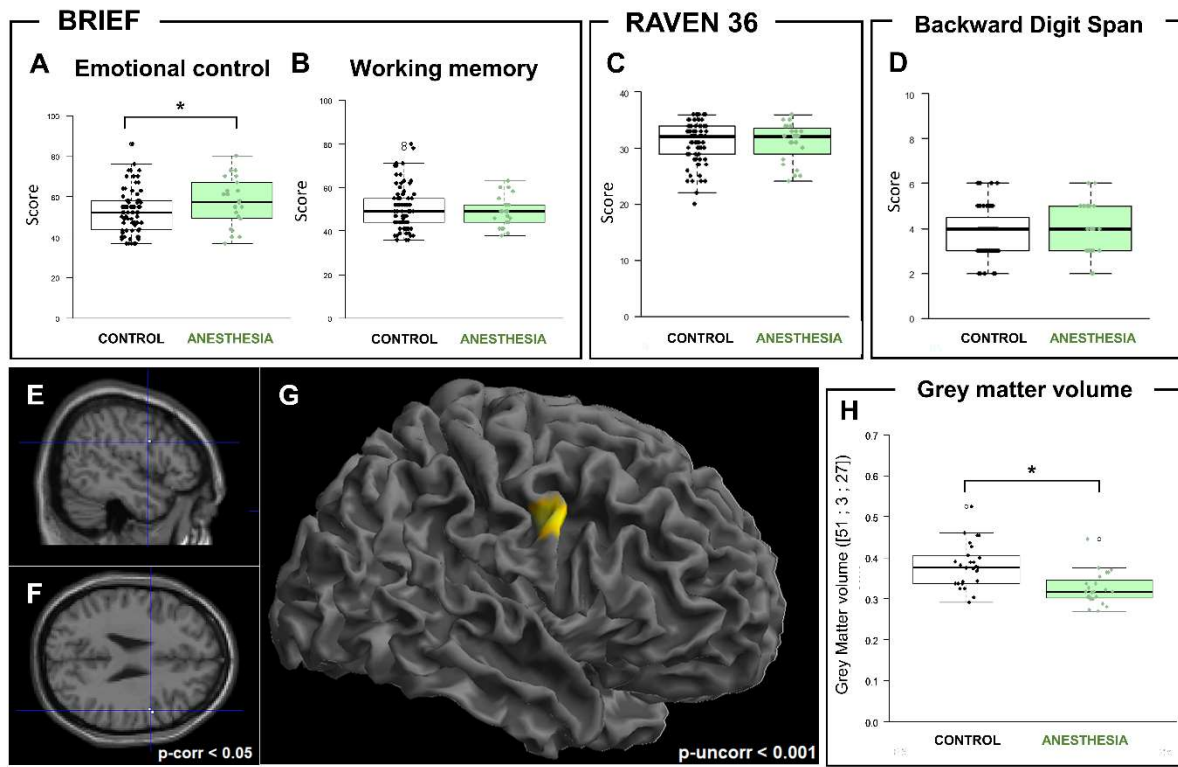 BRIEF
RAVEN 36
Backward Digit Span
A Emotional control
B Working memory
C
D
*
Score
100
80
60
40
20
0
CONTROL ANESTHESIA
Score
100
80
60
40
20
0
CONTROL ANESTHESIA
Score
40
30
20
10
0
CONTROL ANESTHESIA
Score
10
8
6
4
2
0
CONTROL ANESTHESIA
E
F
p-corr < 0.05
G
p-uncorr < 0.001
Grey matter volume
H
*
Grey Matter volume ([51 ; 3 ; 27])
0.7
0.6
0.5
0.4
0.3
0.2
0.1
0.0
CONTROL ANESTHESIA